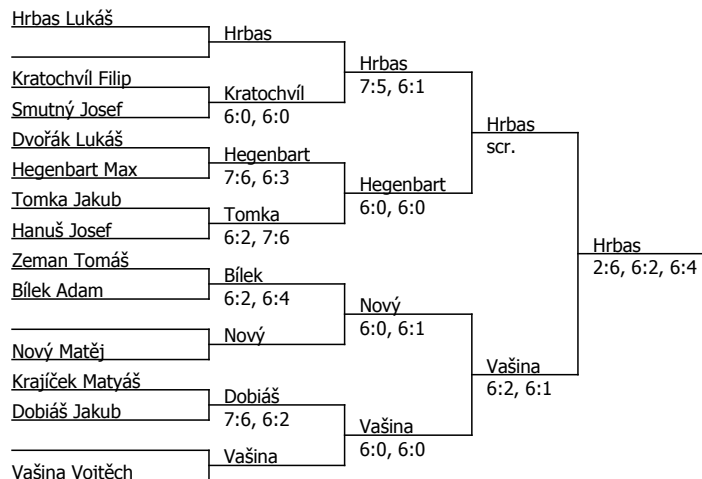 Hrbas Lukáš
Hrbas
Kratochvíl Filip
Hrbas
7:5, 6:1
Smutný Josef
Kratochvíl
6:0, 6:0
Hrbas
scr.
Dvořák Lukáš
Hegenbart Max
Hegenbart
7:6, 6:3
Tomka Jakub
Hegenbart
6:0, 6:0
Hanuš Josef
Tomka
6:2, 7:6
Hrbas
2:6, 6:2, 6:4
Zeman Tomáš
Bílek Adam
Bílek
6:2, 6:4
Nový
6:0, 6:1
Nový Matěj
Nový
Vašina
6:2, 6:1
Krajíček Matyáš
Dobiáš Jakub
Dobiáš
7:6, 6:2
Vašina
6:0, 6:0
Vašina
Vašina Vojtěch